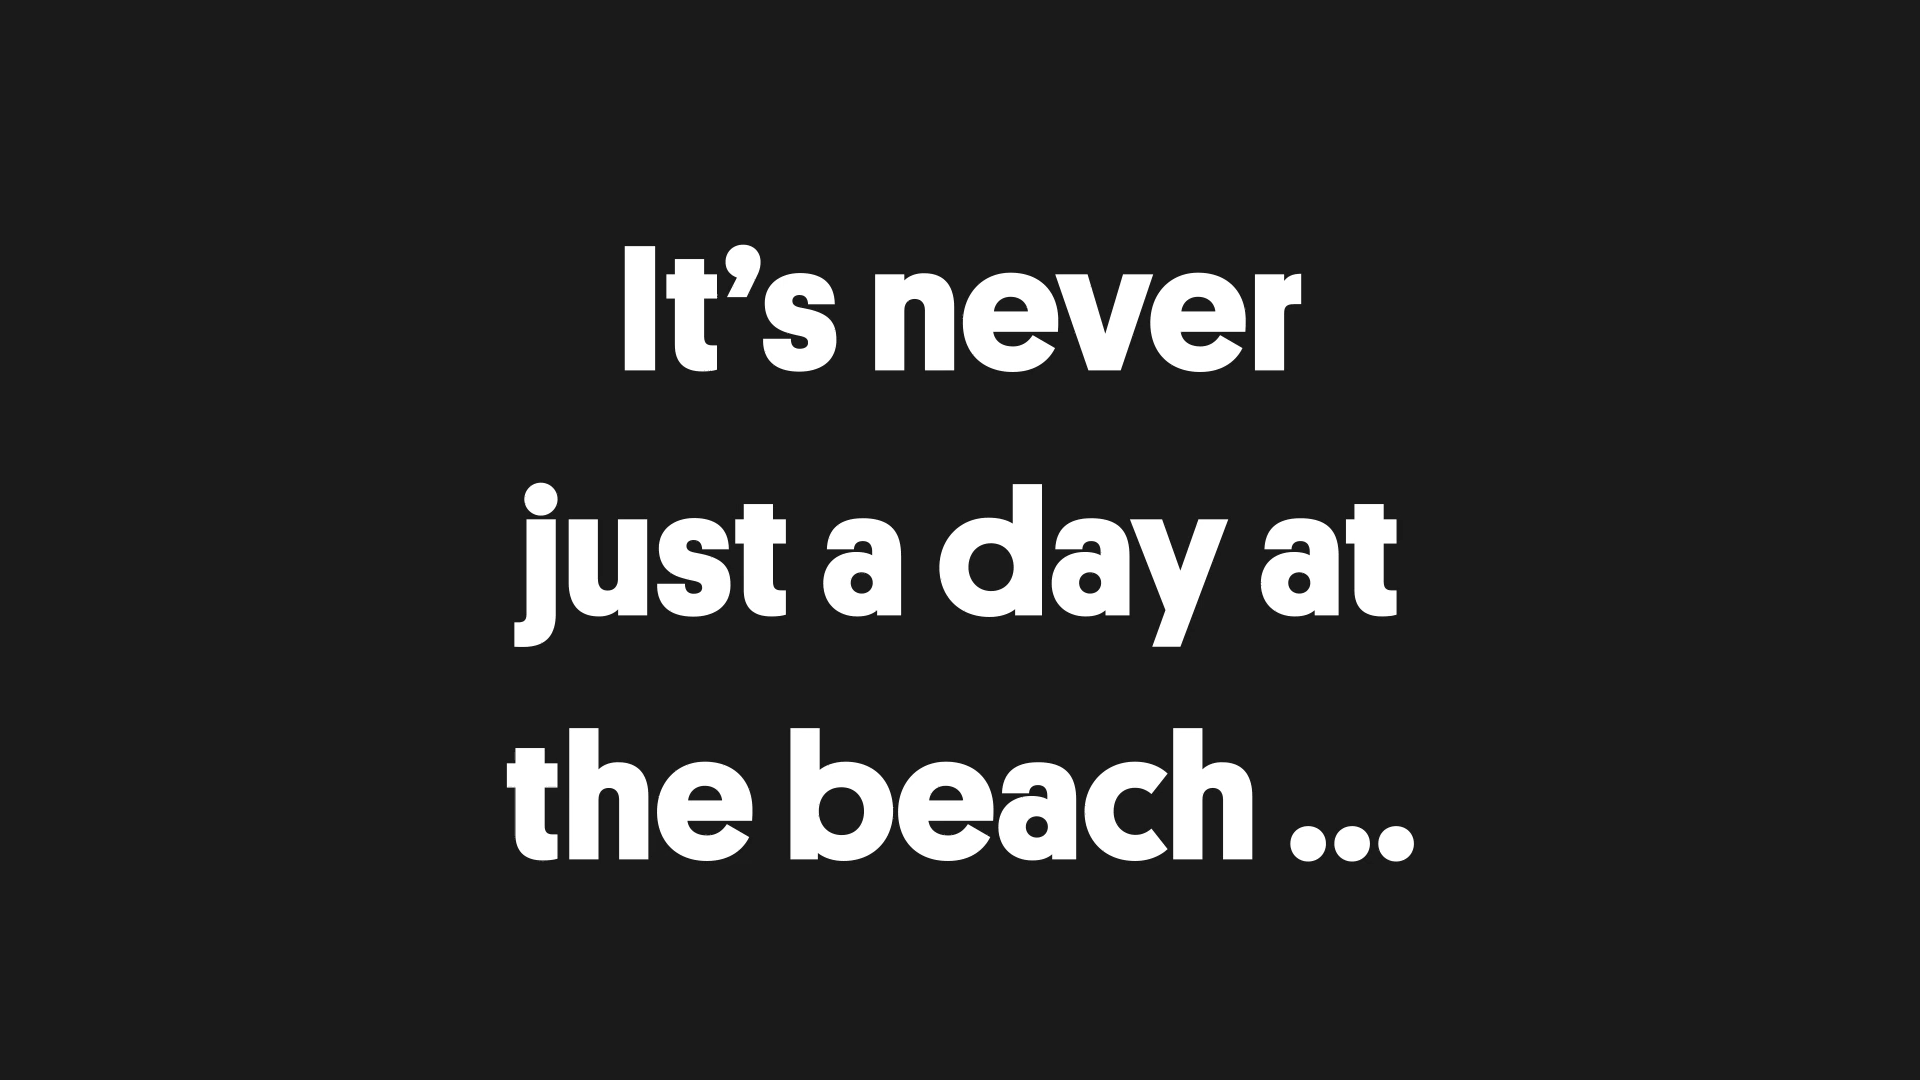 It’s never
just a day at
the beach ...